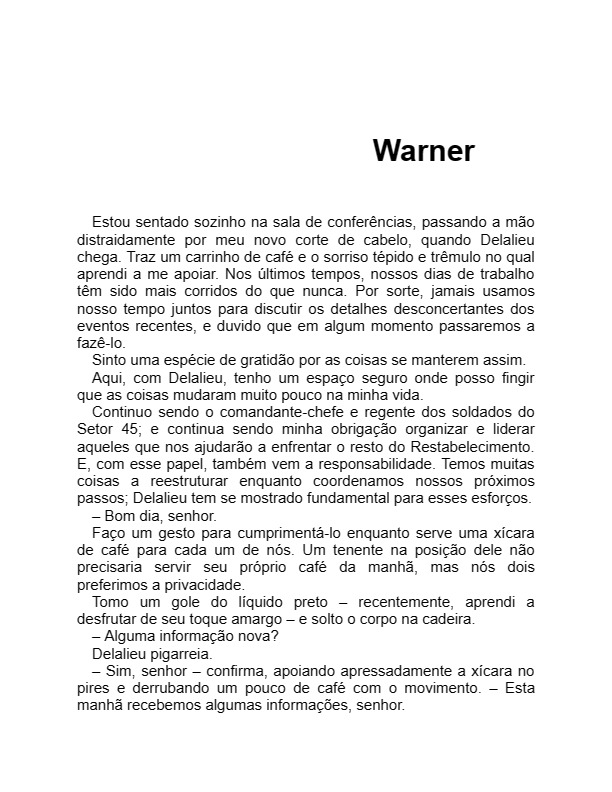 Warner
Estou sentado sozinho na sala de conferências, passando a mão
distraidamente por meu novo corte de cabelo, quando Delalieu
chega. Traz um carrinho de café e o sorriso tépido e trêmulo no qual
aprendi a me apoiar. Nos últimos tempos, nossos dias de trabalho
têm sido mais corridos do que nunca. Por sorte, jamais usamos
nosso tempo juntos para discutir os detalhes desconcertantes dos
eventos recentes, e duvido que em algum momento passaremos a
fazê-lo.
Sinto uma espécie de gratidão por as coisas se manterem assim.
Aqui, com Delalieu, tenho um espaço seguro onde posso fingir
que as coisas mudaram muito pouco na minha vida.
Continuo sendo o comandante-chefe e regente dos soldados do
Setor 45; e continua sendo minha obrigação organizar e liderar
aqueles que nos ajudarão a enfrentar o resto do Restabelecimento.
E, com esse papel, também vem a responsabilidade. Temos muitas
coisas a reestruturar enquanto coordenamos nossos próximos
passos; Delalieu tem se mostrado fundamental para esses esforços.
– Bom dia, senhor.
Faço um gesto para cumprimentá-lo enquanto serve uma xícara
de café para cada um de nós. Um tenente na posição dele não
precisaria servir seu próprio café da manhã, mas nós dois
preferimos a privacidade.
Tomo um gole do líquido preto – recentemente, aprendi a
desfrutar de seu toque amargo – e solto o corpo na cadeira.
– Alguma informação nova?
Delalieu pigarreia.
– Sim, senhor – confirma, apoiando apressadamente a xícara no
pires e derrubando um pouco de café com o movimento. – Esta
manhã recebemos algumas informações, senhor.